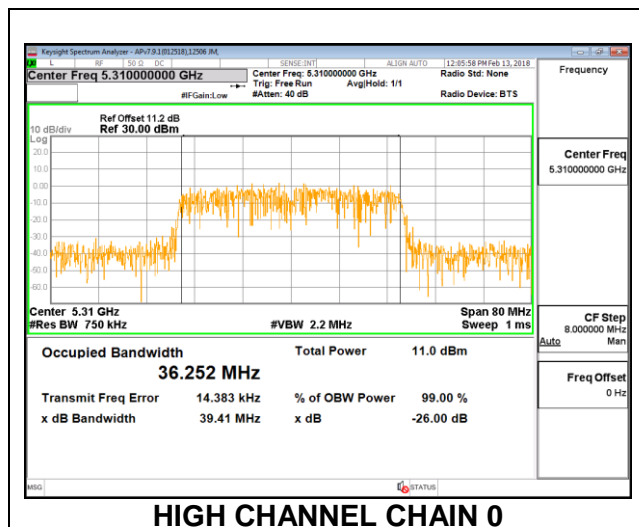 Keysight Spectrum Analyzer - APv7.9.1(012518),12506 JM,
L RF 50 Ω DC SENSE:INT ALIGN AUTO 12:05:58 PM Feb 13, 2018
Center Freq 5.310000000 GHz
Center Freq: 5.310000000 GHz
Radio Std: None
Trig: Free Run Avg|Hold: 1/1
#IFGain:Low #Atten: 40 dB Radio Device: BTS
Frequency
Ref Offset 11.2 dB
10 dB/div Ref 30.00 dBm
Log
20.0
10.0
0.00
-10.0
-20.0
-30.0
-40.0
-50.0
-60.0
Center Freq
5.310000000 GHz
Center 5.31 GHz Span 80 MHz
#Res BW 750 kHz #VBW 2.2 MHz Sweep 1 ms
CF Step
8.000000 MHz
Auto Man
Occupied Bandwidth Total Power 11.0 dBm
36.252 MHz
Transmit Freq Error 14.383 kHz % of OBW Power 99.00 %
x dB Bandwidth 39.41 MHz x dB -26.00 dB
Freq Offset
0 Hz
MSG STATUS
HIGH CHANNEL CHAIN 0